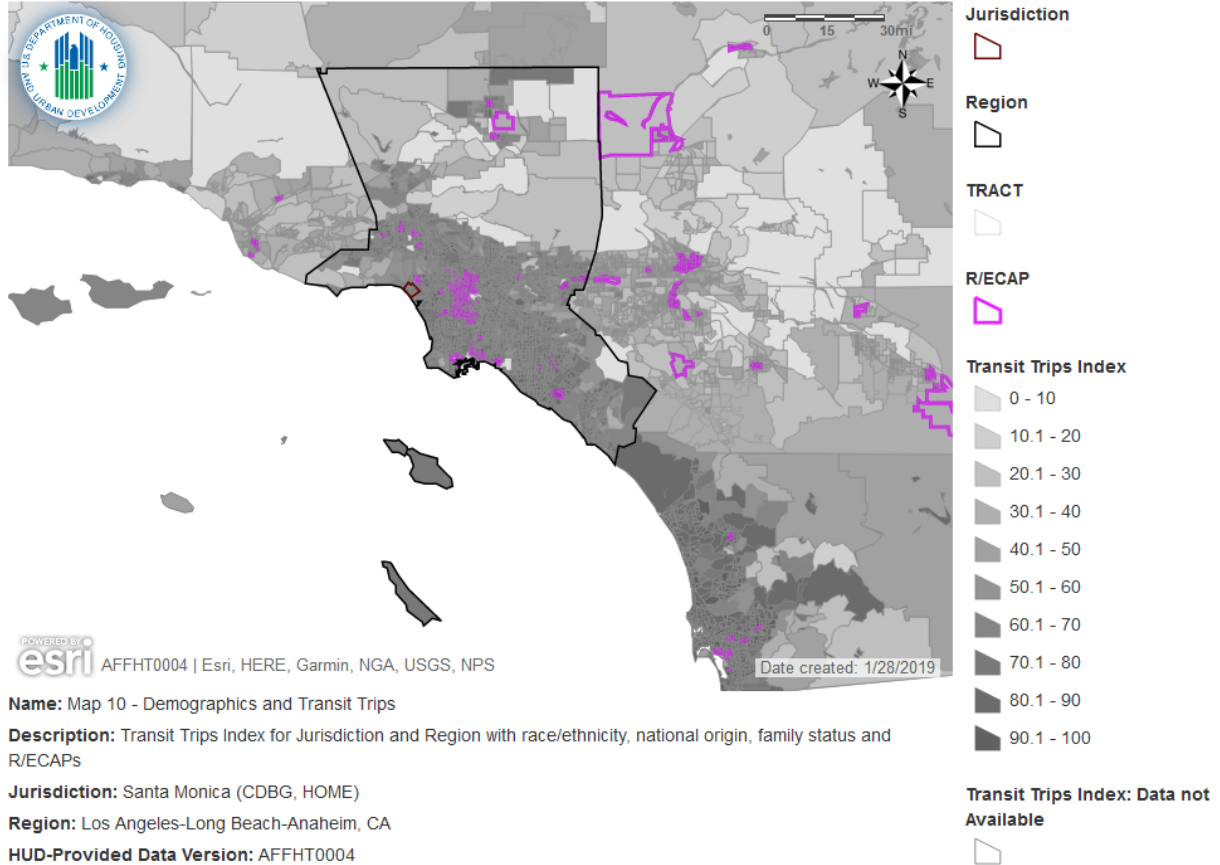 U.S. DEPARTMENT OF HOUSING
AND URBAN DEVELOPMENT
0 15 30mi
N
W E
S
POWERED BY
esri
AFFHT0004 | Esri, HERE, Garmin, NGA, USGS, NPS
Date created: 1/28/2019
Name: Map 10 - Demographics and Transit Trips
Description: Transit Trips Index for Jurisdiction and Region with race/ethnicity, national origin, family status and
R/ECAPs
Jurisdiction: Santa Monica (CDBG, HOME)
Region: Los Angeles-Long Beach-Anaheim, CA
HUD-Provided Data Version: AFFHT0004
Jurisdiction
Region
TRACT
R/ECAP
Transit Trips Index
0 - 10
10.1 - 20
20.1 - 30
30.1 - 40
40.1 - 50
50.1 - 60
60.1 - 70
70.1 - 80
80.1 - 90
90.1 - 100
Transit Trips Index: Data not
Available